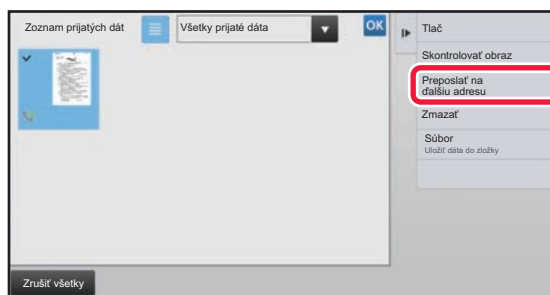 Zoznam prijatých dát
Všetky prijaté dáta
OK
Tlač
Skontrolovať obraz
Preposlať na
ďalšiu adresu
Zmazať
Súbor
Uložiť dáta do zložky
Zrušiť všetky